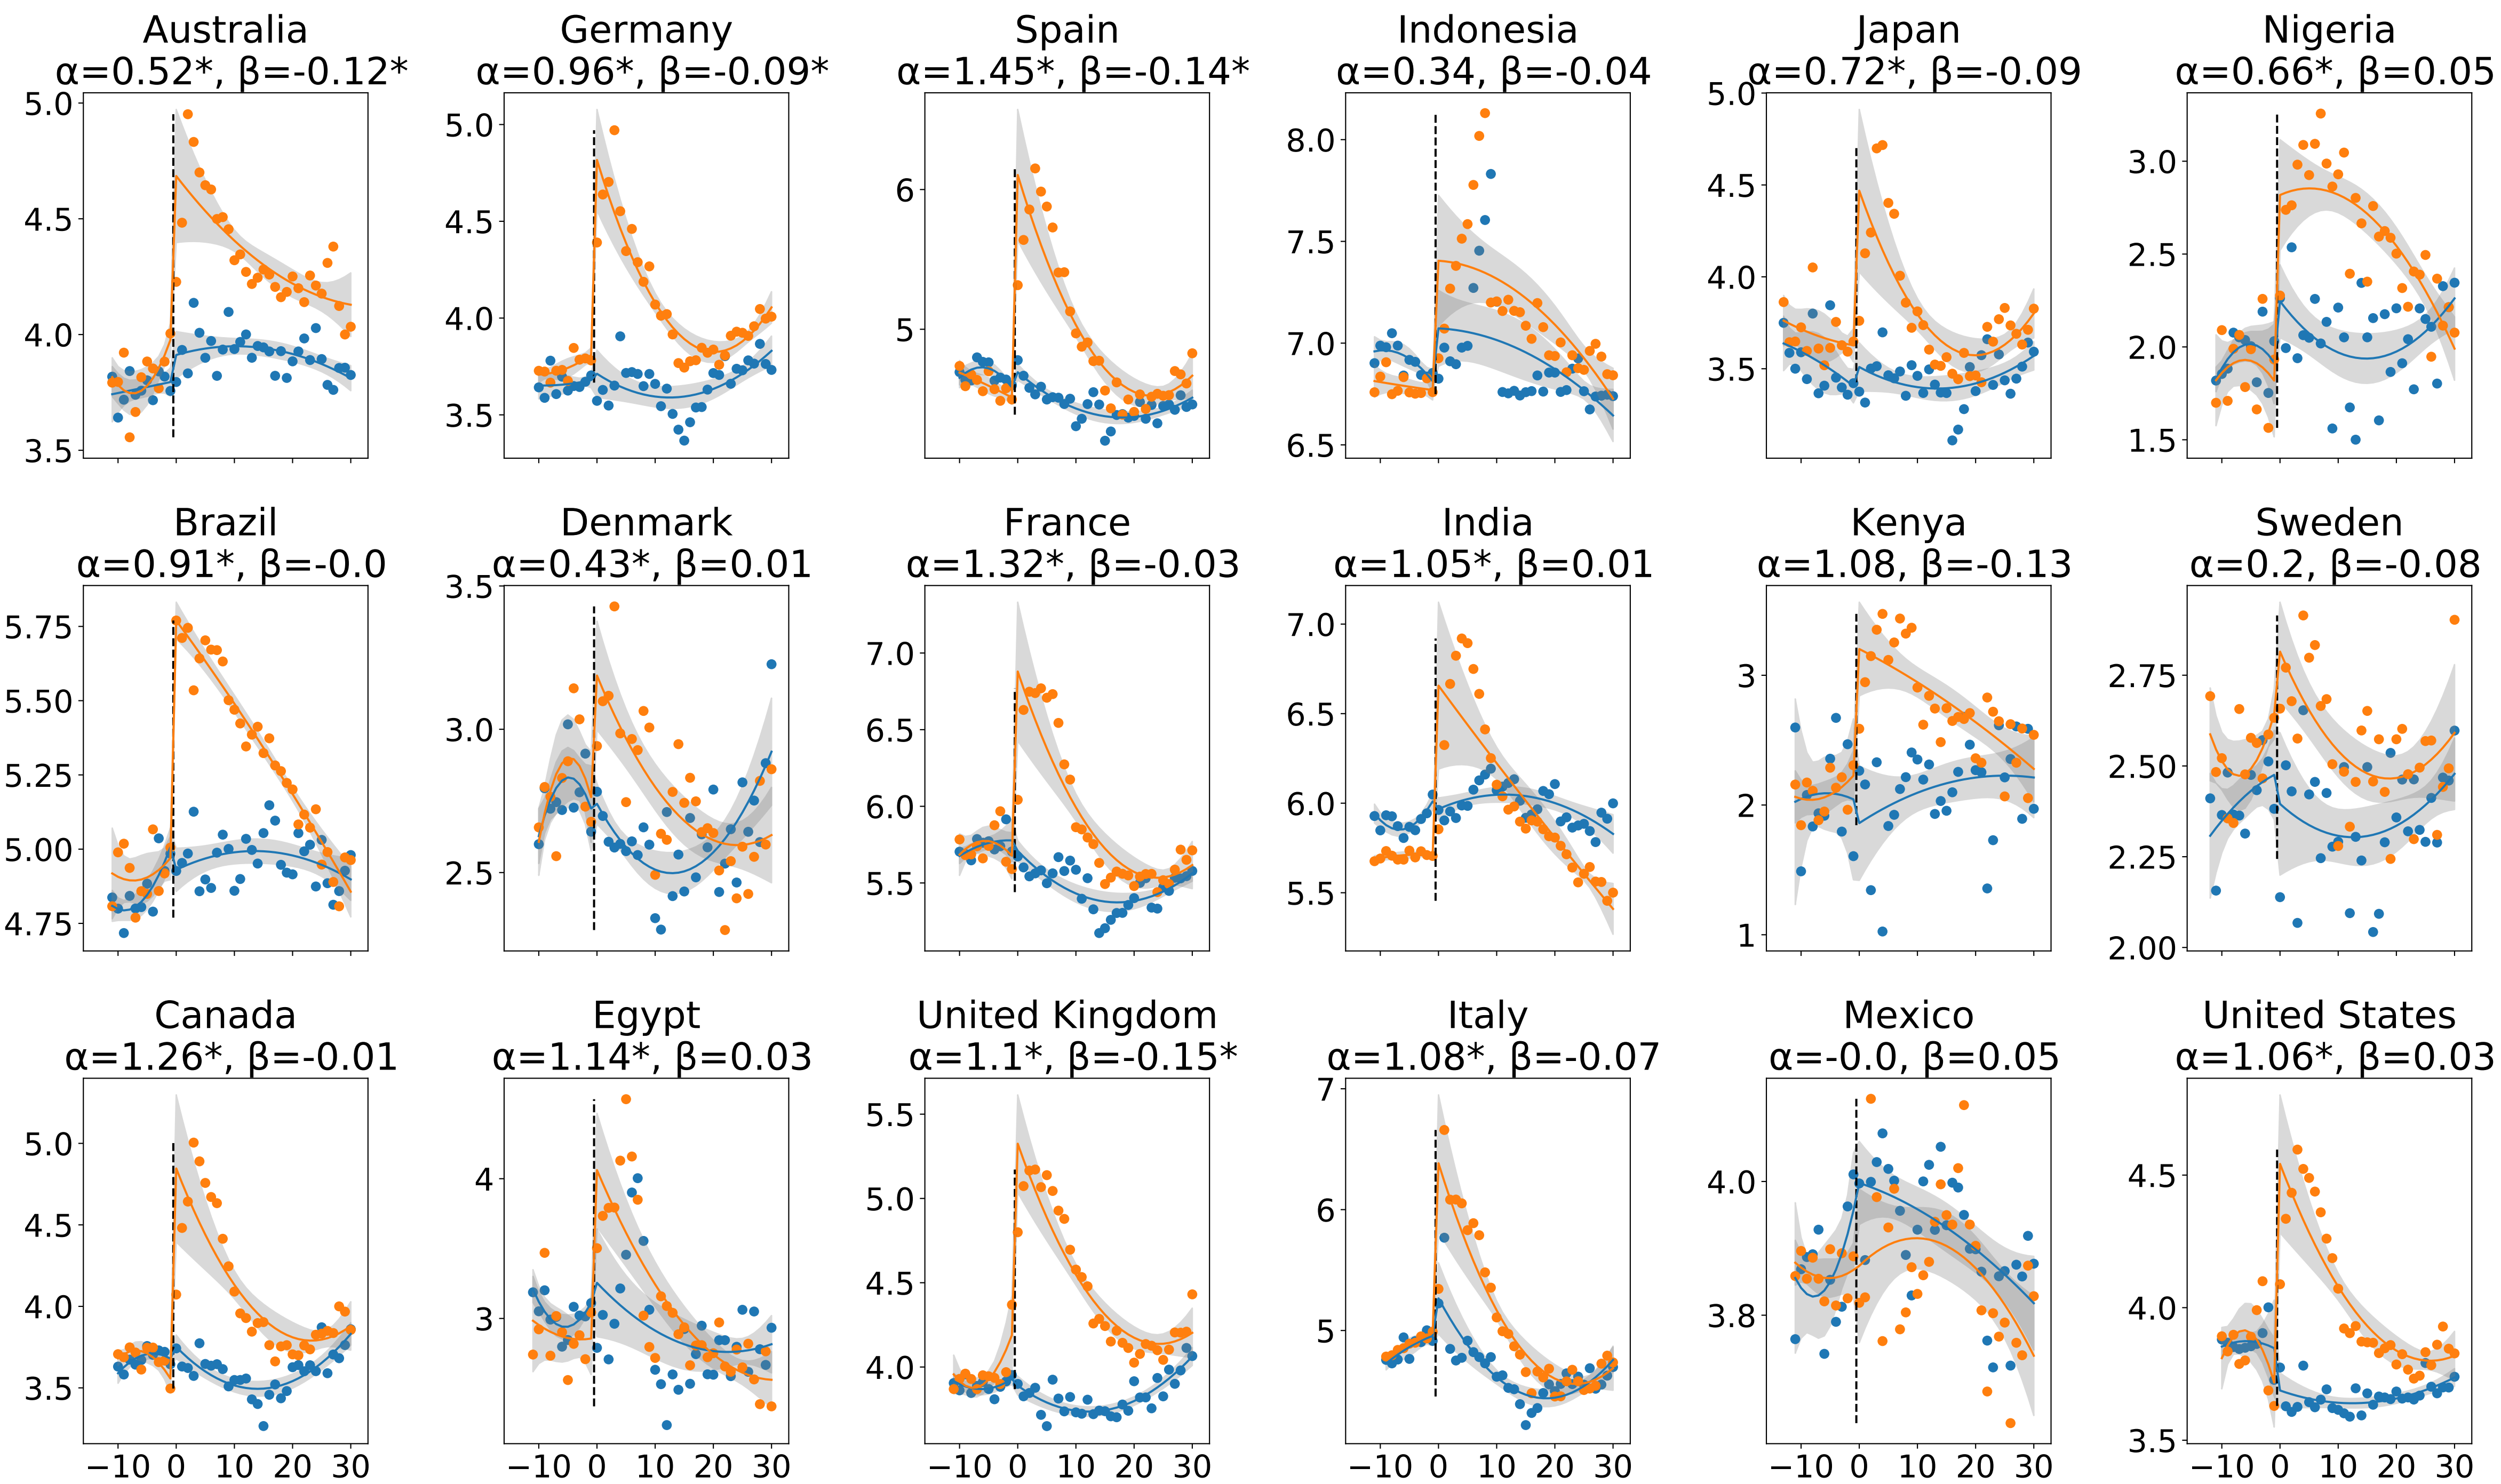 Australia
α=0.52*, β=-0.12*
5.0
4.5
4.0
3.5
Germany
α=0.96*, β=-0.09*
5.0
4.5
4.0
3.5
Spain
α=1.45*, β=-0.14*
6
5
Indonesia
α=0.34, β=-0.04
8.0
7.5
7.0
6.5
Japan
α=0.72*, β=-0.09
5.0
4.5
4.0
3.5
Nigeria
α=0.66*, β=0.05
3.0
2.5
2.0
1.5
Brazil
α=0.91*, β=-0.0
5.75
5.50
5.25
5.00
4.75
Denmark
α=0.43*, β=0.01
3.5
3.0
2.5
France
α=1.32*, β=-0.03
7.0
6.5
6.0
5.5
India
α=1.05*, β=0.01
7.0
6.5
6.0
5.5
Kenya
α=1.08, β=-0.13
3
2
1
Sweden
α=0.2, β=-0.08
2.75
2.50
2.25
2.00
Canada
α=1.26*, β=-0.01
5.0
4.5
4.0
3.5
−10 0 10 20 30
Egypt
α=1.14*, β=0.03
4
3
−10 0 10 20 30
United Kingdom
α=1.1*, β=-0.15*
5.5
5.0
4.5
4.0
−10 0 10 20 30
Italy
α=1.08*, β=-0.07
7
6
5
−10 0 10 20 30
Mexico
α=-0.0, β=0.05
4.0
3.8
−10 0 10 20 30
United States
α=1.06*, β=0.03
4.5
4.0
3.5
−10 0 10 20 30